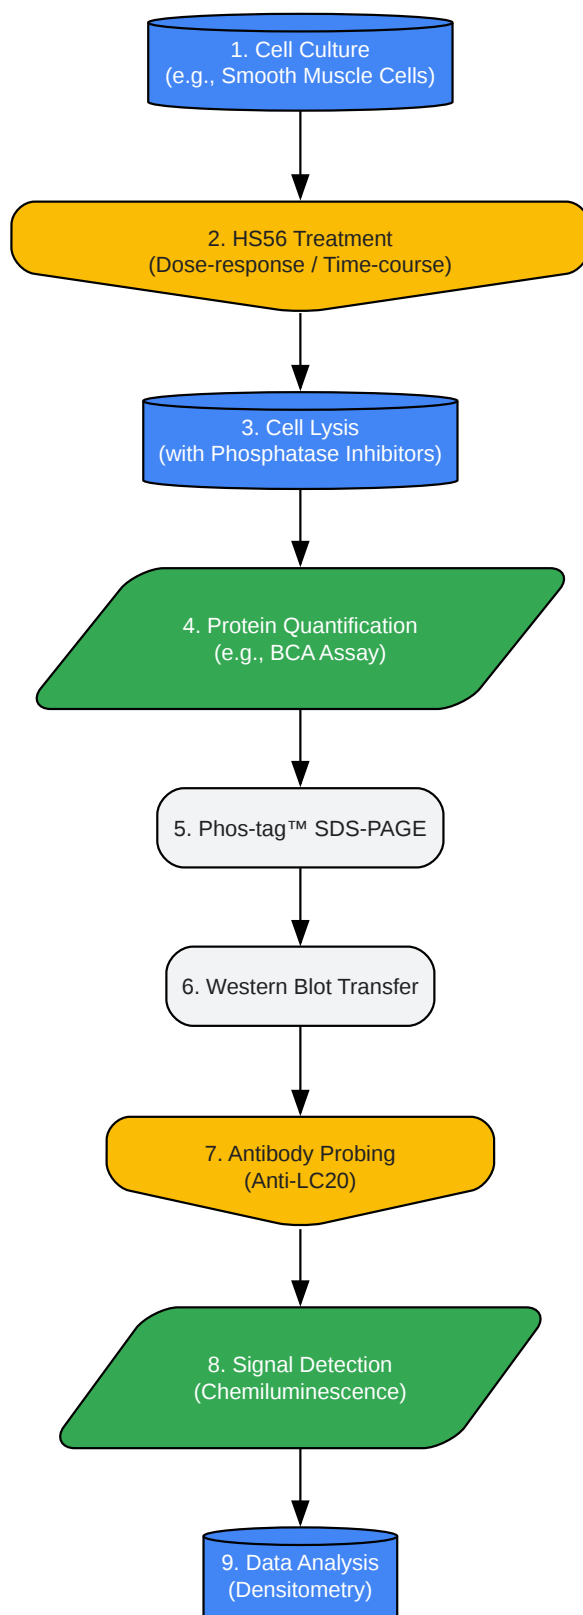 1. Cell Culture
(e.g., Smooth Muscle Cells)
2. HS56 Treatment
(Dose-response / Time-course)
3. Cell Lysis
(with Phosphatase Inhibitors)
4. Protein Quantification
(e.g., BCA Assay)
5. Phos-tag™ SDS-PAGE
6. Western Blot Transfer
7. Antibody Probing
(Anti-LC20)
8. Signal Detection
(Chemiluminescence)
9. Data Analysis
(Densitometry)